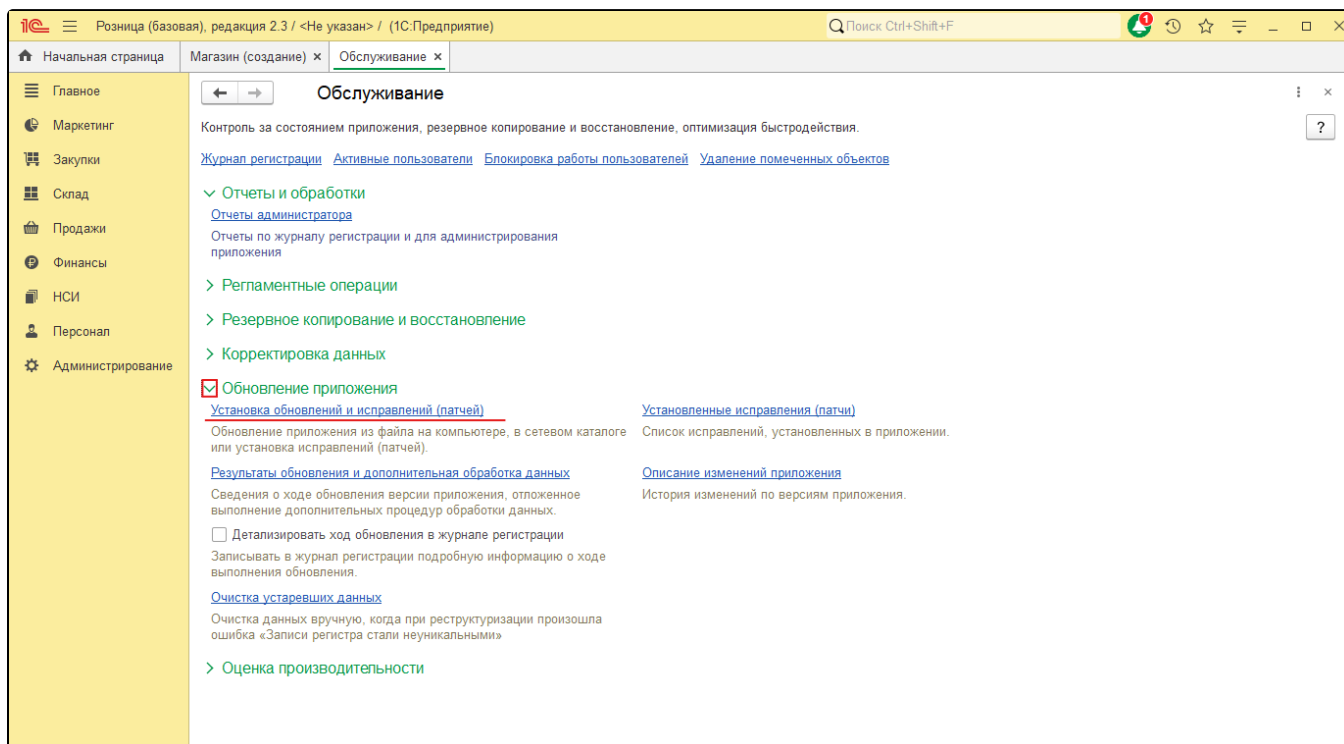 Розница (базовая), редакция 2.3 / <Не указан> / (1С:Предприятие)
Поиск Ctrl+Shift+F
1
Начальная страница
Магазин (создание) ×
Обслуживание ×
Главное
Маркетинг
Закупки
Склад
Продажи
Финансы
НСИ
Персонал
Администрирование
Обслуживание
Контроль за состоянием приложения, резервное копирование и восстановление, оптимизация быстродействия.
?
Журнал регистрации Активные пользователи Блокировка работы пользователей Удаление помеченных объектов
Отчеты и обработки
Отчеты администратора
Отчеты по журналу регистрации и для администрирования
приложения
Регламентные операции
Резервное копирование и восстановление
Корректировка данных
Обновление приложения
Установка обновлений и исправлений (патчей)
Обновление приложения из файла на компьютере, в сетевом каталоге
или установка исправлений (патчей).
Установленные исправления (патчи)
Список исправлений, установленных в приложении.
Результаты обновления и дополнительная обработка данных
Сведения о ходе обновления версии приложения, отложенное
выполнение дополнительных процедур обработки данных.
Описание изменений приложения
История изменений по версиям приложения.
Детализировать ход обновления в журнале регистрации
Записывать в журнал регистрации подробную информацию о ходе
выполнения обновления.
Очистка устаревших данных
Очистка данных вручную, когда при реструктуризации произошла
ошибка «Записи регистра стали неуникальными»
Оценка производительности